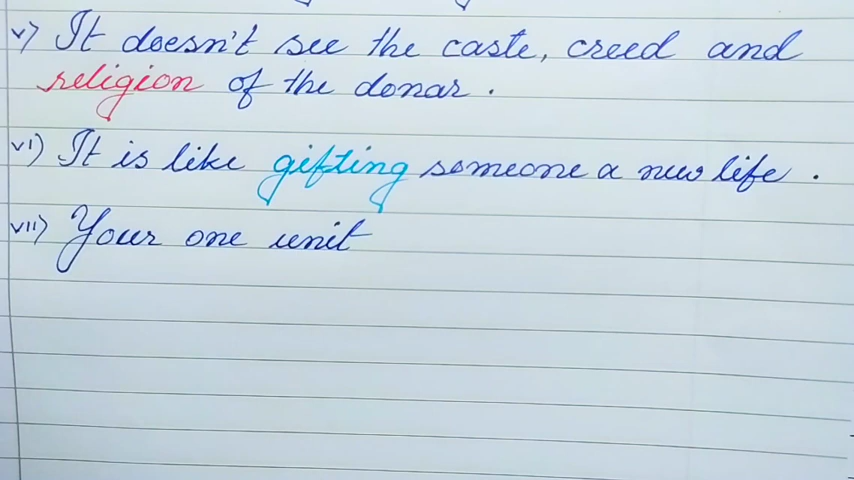 v) It doesn't see the caste, creed and
religion of the donar.
vi) It is like gifting someone a new life.
vii) Your one unit